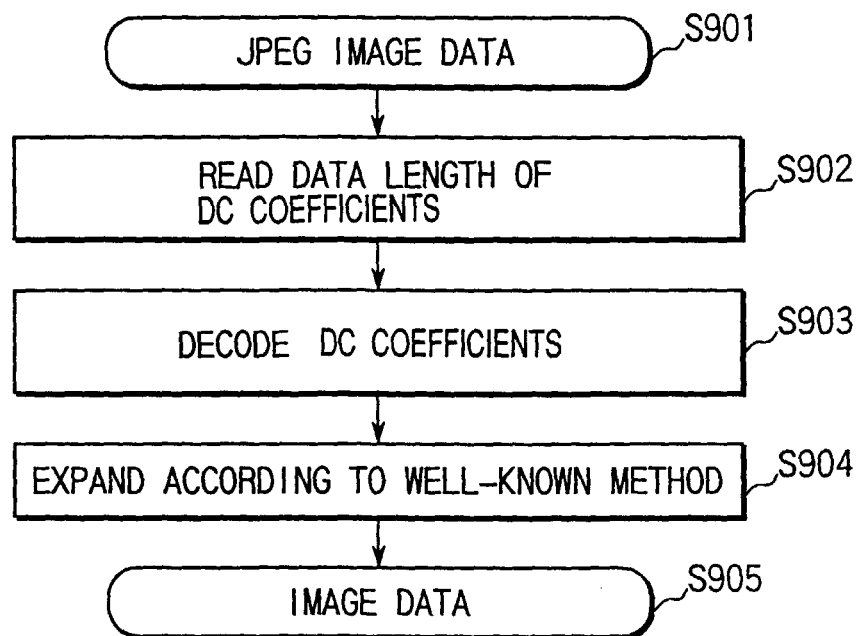 JPEG IMAGE DATA
S901
READ DATA LENGTH OF
DC COEFFICIENTS
S902
DECODE DC COEFFICIENTS
S903
EXPAND ACCORDING TO WELL-KNOWN METHOD
S904
IMAGE DATA
S905